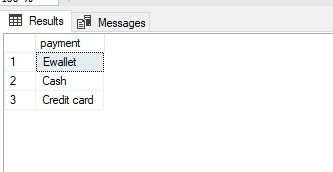 Results Messages
payment
1 Ewallet
2 Cash
3 Credit card